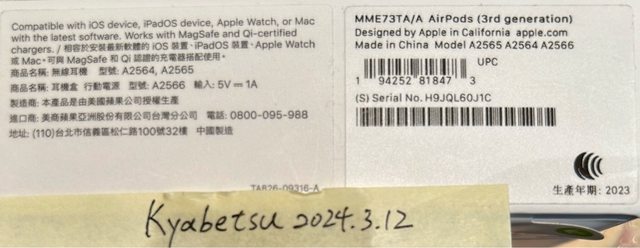 Compatible with iOS device, iPadOS device, Apple Watch, or Mac
with the latest software. Works with MagSafe and Qi-certified
chargers. / 相容於安裝最新軟體的 iOS 裝置、iPadOS 裝置、Apple Watch
或 Mac。可與 MagSafe 和 Qi 認證的充電器搭配使用。
商品名稱: 無線耳機 型號: A2564, A2565
商品名稱: 耳機盒 行動電源 型號: A2566 輸入: 5V⎓1A
製造商: 本產品是由美國蘋果公司授權生產
進口商: 美商蘋果亞洲股份有限公司台灣分公司 電話: 0800-095-988
地址: (110)台北市信義區松仁路100號32樓 中國製造
TA826-09316-A
MME73TA/A AirPods (3rd generation)
Designed by Apple in California apple.com
Made in China Model A2565 A2564 A2566
UPC
1 94252 81847 3
(S) Serial No. H9JQL60J1C
生產年期: 2023
Kyabetsu 2024.3.12